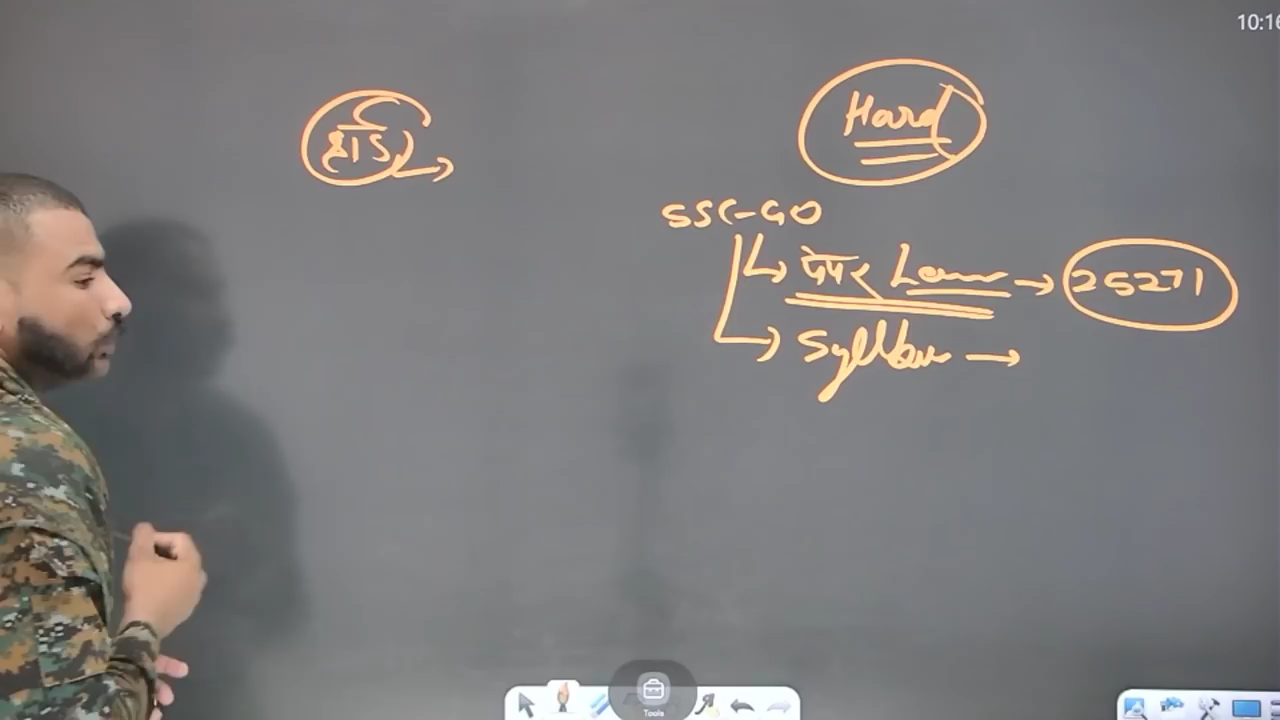 10:16
हार्ड
Hard
SSC-GD
पेपर Level → 25271
Syllabus →
Tools